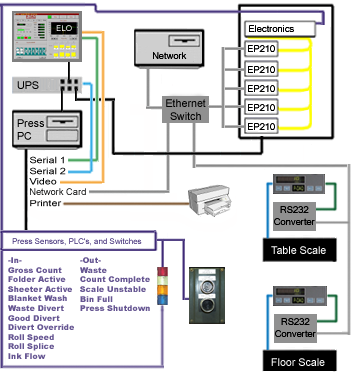 ELO
Electronics
EP210
EP210
EP210
EP210
EP210
Network
UPS
Ethernet
Switch
Press
PC
Serial 1
Serial 2
Video
Network Card
Printer
RS232
Converter
Table Scale
Press Sensors, PLC's, and Switches
-In-
Gross Count
Folder Active
Sheeter Active
Blanket Wash
Waste Divert
Good Divert
Divert Override
Roll Speed
Roll Splice
Ink Flow
-Out-
Waste
Count Complete
Scale Unstable
Bin Full
Press Shutdown
RS232
Converter
Floor Scale